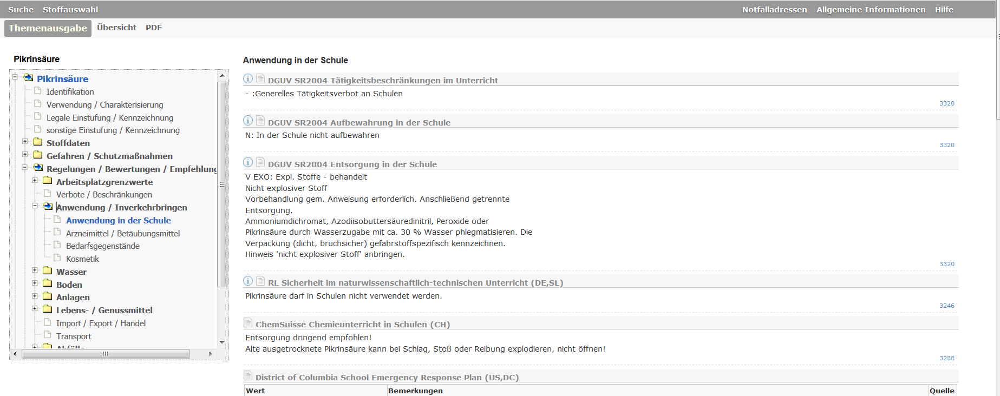 Suche Stoffauswahl Notfalladressen Allgemeine Informationen Hilfe
Themenausgabe Übersicht PDF
Pikrinsäure
Pikrinsäure
Identifikation
Verwendung / Charakterisierung
Legale Einstufung / Kennzeichnung
sonstige Einstufung / Kennzeichnung
Stoffdaten
Gefahren / Schutzmaßnahmen
Regelungen / Bewertungen / Empfehlung
Arbeitsplatzgrenzwerte
Verbote / Beschränkungen
Anwendung / Inverkehrbringen
Anwendung in der Schule
Arzneimittel / Betäubungsmittel
Bedarfsgegenstände
Kosmetik
Wasser
Boden
Anlagen
Lebens- / Genussmittel
Import / Export / Handel
Transport
Abfälle
Anwendung in der Schule
DGUV SR2004 Tätigkeitsbeschränkungen im Unterricht
- :Generelles Tätigkeitsverbot an Schulen
3320
DGUV SR2004 Aufbewahrung in der Schule
N: In der Schule nicht aufbewahren
3320
DGUV SR2004 Entsorgung in der Schule
V EXO: Expl. Stoffe - behandelt
Nicht explosiver Stoff
Vorbehandlung gem. Anweisung erforderlich. Anschließend getrennte
Entsorgung.
Ammoniumdichromat, Azodiisobuttersäuredinitril, Peroxide oder
Pikrinsäure durch Wasserzugabe mit ca. 30 % Wasser phlegmatisieren. Die
Verpackung (dicht, bruchsicher) gefahrstoffspezifisch kennzeichnen.
Hinweis 'nicht explosiver Stoff' anbringen.
3320
RL Sicherheit im naturwissenschaftlich-technischen Unterricht (DE,SL)
Pikrinsäure darf in Schulen nicht verwendet werden.
3246
ChemSuisse Chemieunterricht in Schulen (CH)
Entsorgung dringend empfohlen!
Alte ausgetrocknete Pikrinsäure kann bei Schlag, Stoß oder Reibung explodieren, nicht öffnen!
3288
District of Columbia School Emergency Response Plan (US,DC)
Wert Bemerkungen Quelle